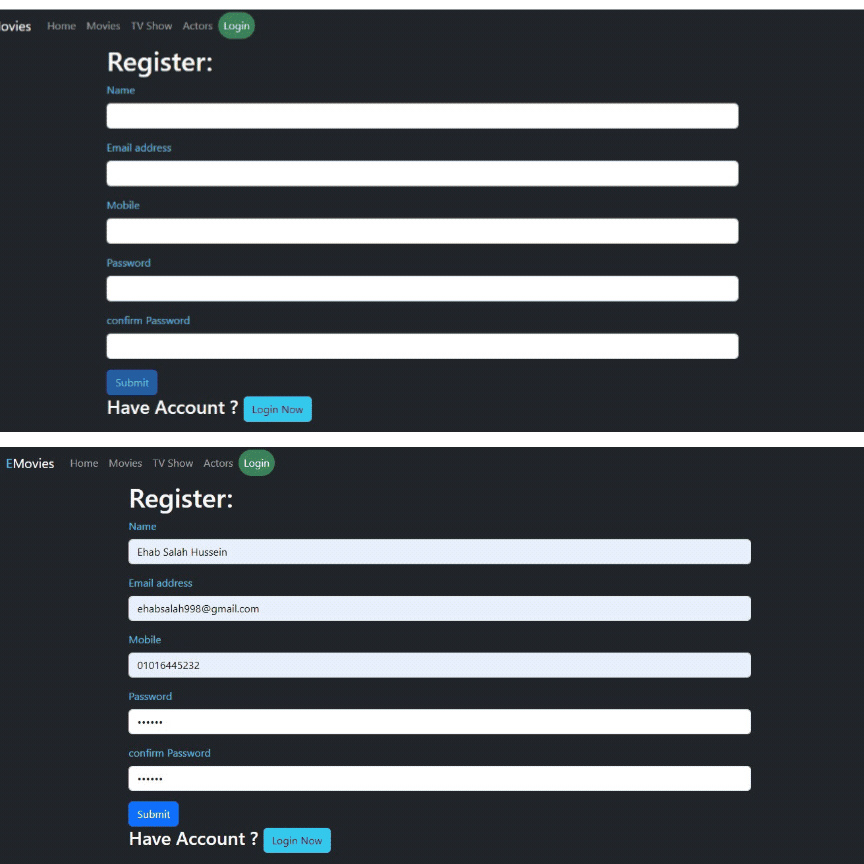 ovies Home Movies TV Show Actors Login
Register:
Name
Email address
Mobile
Password
confirm Password
Submit
Have Account ? Login Now
EMovies Home Movies TV Show Actors Login
Register:
Name
Ehab Salah Hussein
Email address
ehabsalah998@gmail.com
Mobile
01016445232
Password
••••••
confirm Password
••••••
Submit
Have Account ? Login Now